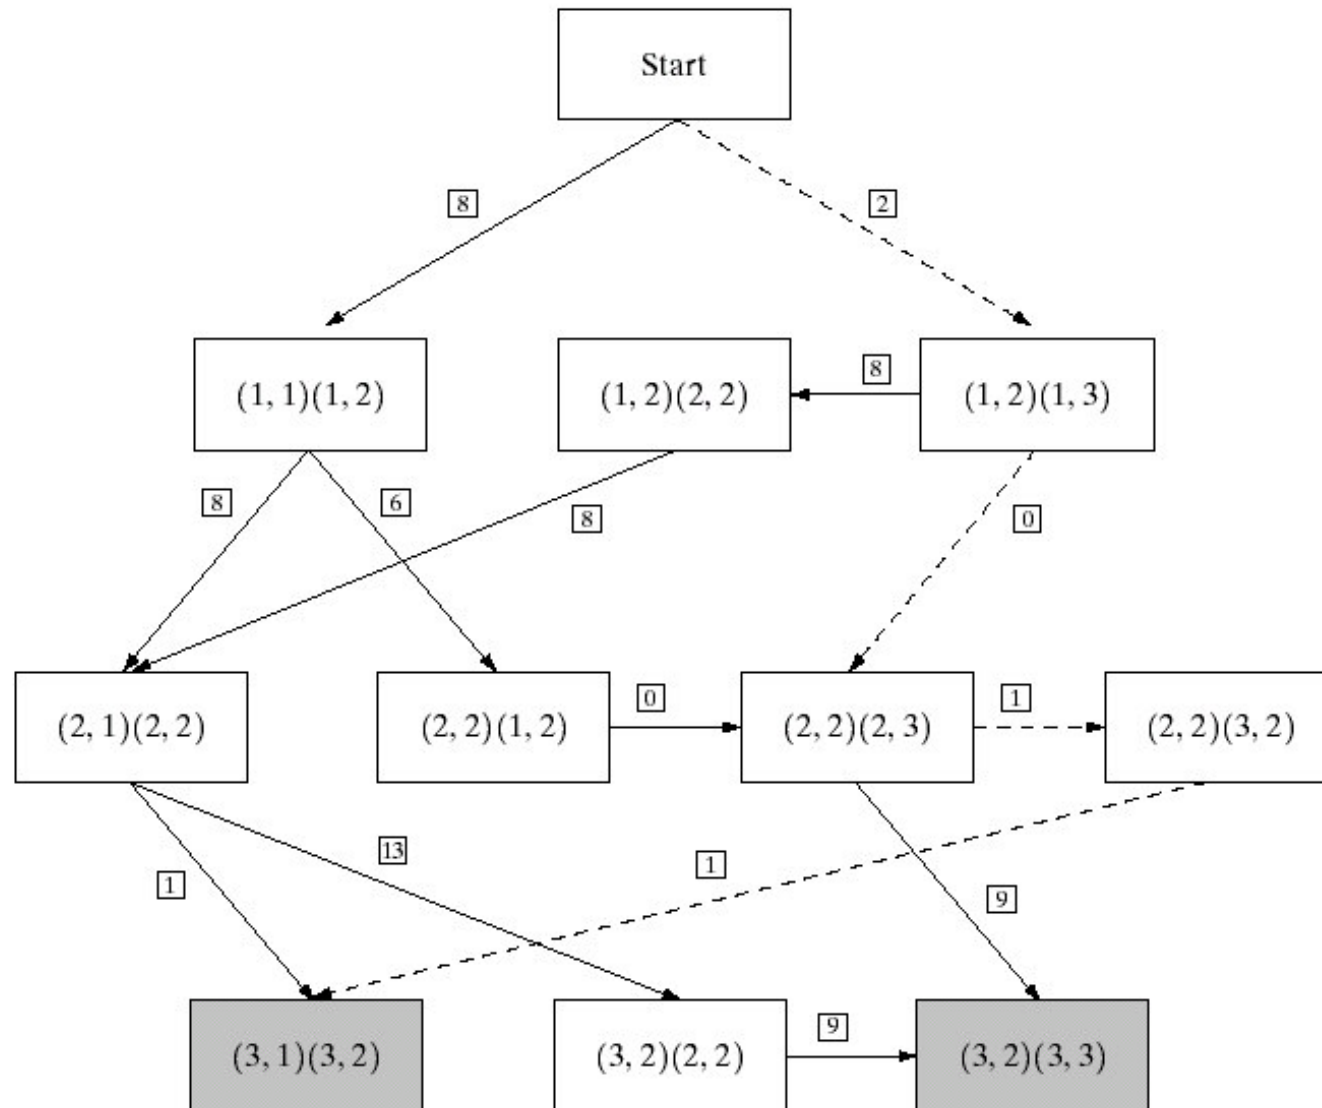 Start
8
2
(1, 1)(1, 2)
(1, 2)(2, 2)
8
(1, 2)(1, 3)
8
6
8
0
(2, 1)(2, 2)
(2, 2)(1, 2)
0
(2, 2)(2, 3)
1
(2, 2)(3, 2)
1
13
1
9
(3, 1)(3, 2)
(3, 2)(2, 2)
9
(3, 2)(3, 3)